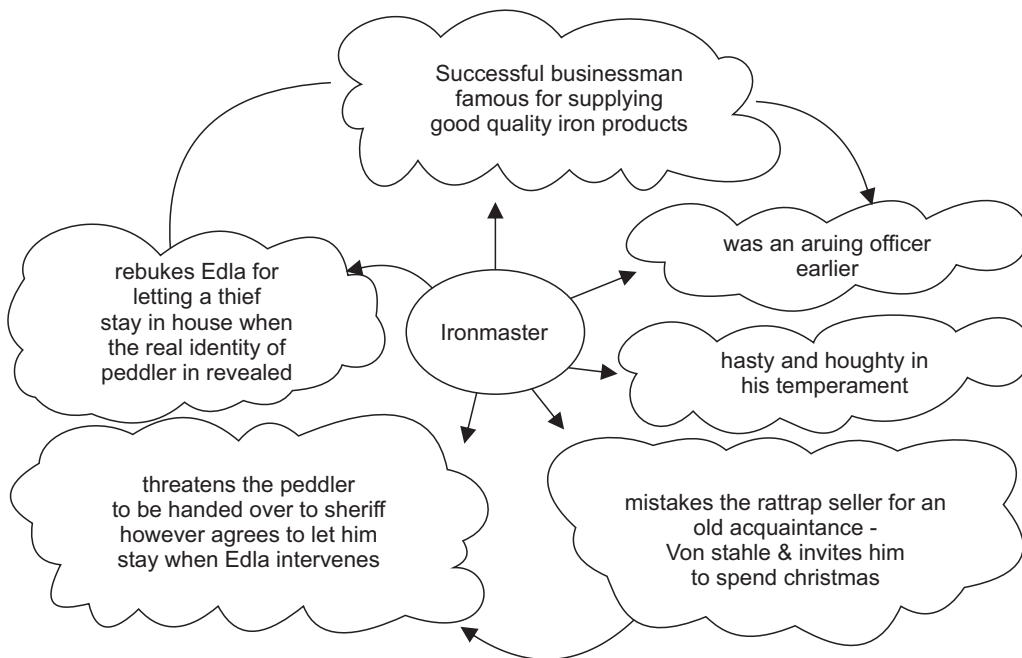 Successful businessman
famous for supplying
good quality iron products
was an aruing officer
earlier
rebukes Edla for
letting a thief
stay in house when
the real identity of
peddler in revealed
Ironmaster
hasty and houghty in
his temperament
threatens the peddler
to be handed over to sheriff
however agrees to let him
stay when Edla intervenes
mistakes the rattrap seller for an
old acquaintance -
Von stahle & invites him
to spend christmas